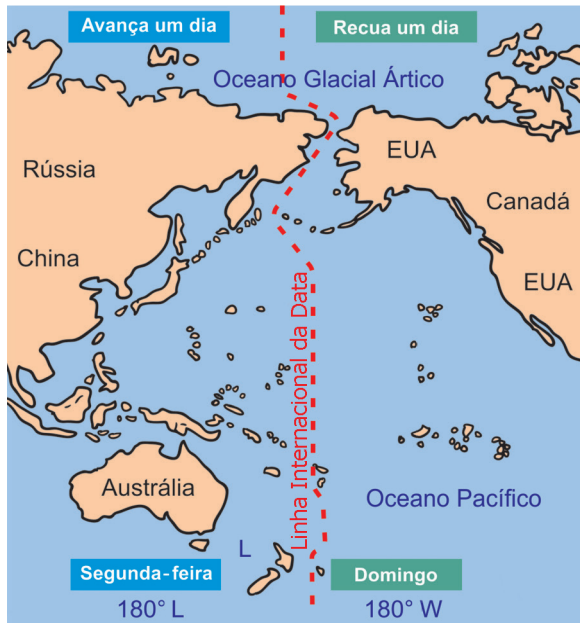 Avança um dia
Recua um dia
Oceano Glacial Ártico
Rússia
EUA
Canadá
China
EUA
Linha Internacional da Data
Austrália
Oceano Pacífico
L
Segunda-feira
Domingo
180° L
180° W